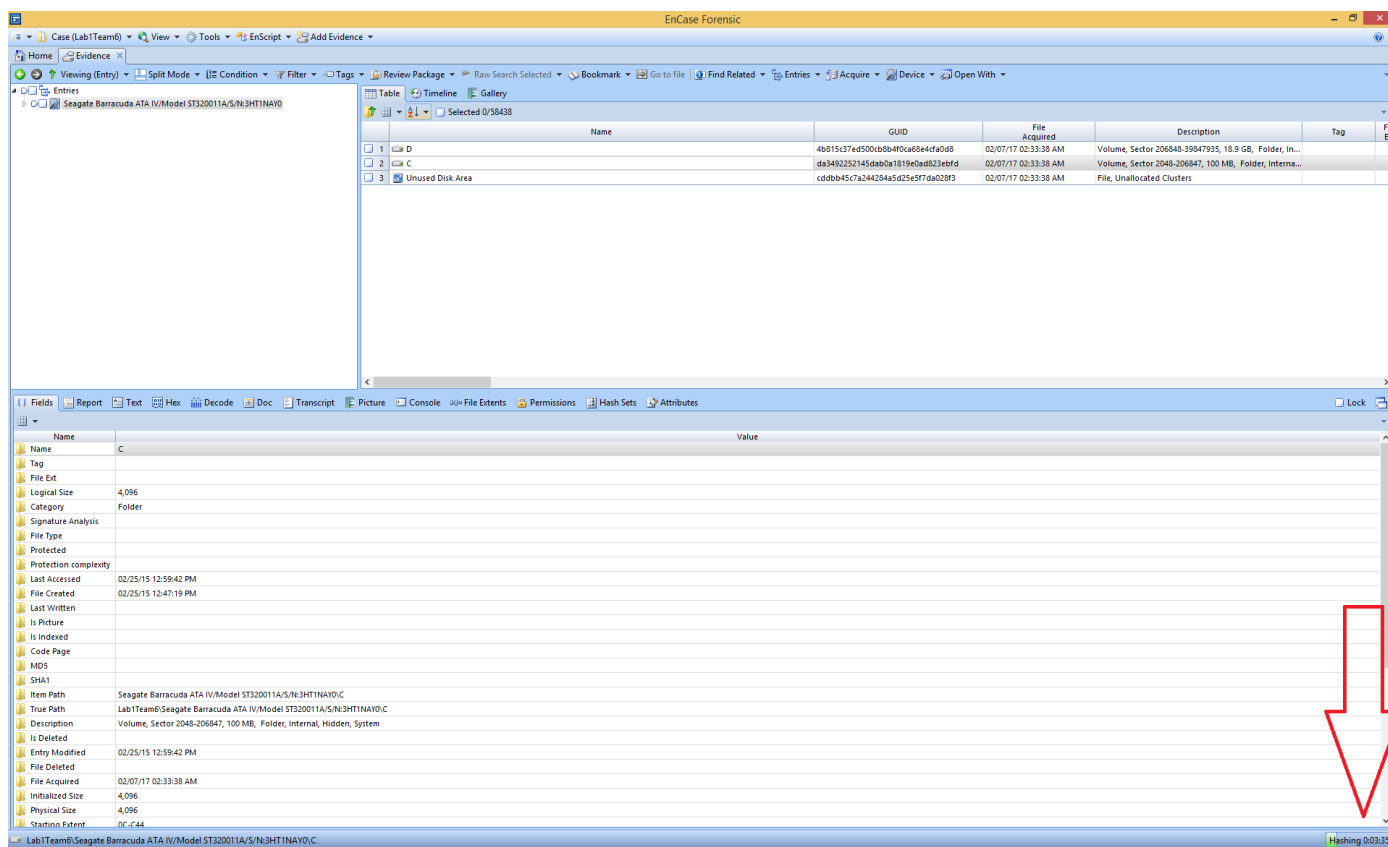 EnCase Forensic
Case (Lab1Team6) View Tools EnScript Add Evidence
Home Evidence
Viewing (Entry) Split Mode Condition Filter Tags Review Package Raw Search Selected Bookmark Go to file Find Related Entries Acquire Device Open With
Entries
Seagate Barracuda ATA IV/Model ST320011A/S/N:3HT1NAY0
Table Timeline Gallery
Selected 0/58438
Name GUID File Acquired Description Tag
1 D 4b815c37ed500cb8b4f0ca68e4cfa0d8 02/07/17 02:33:38 AM Volume, Sector 206848-39847935, 18.9 GB, Folder, In...
2 C da3492252145dab0a1819e0ad823ebfd 02/07/17 02:33:38 AM Volume, Sector 2048-206847, 100 MB, Folder, Interna...
3 Unused Disk Area cddbb45c7a244284a5d25e5f7da028f3 02/07/17 02:33:38 AM File, Unallocated Clusters
Fields Report Text Hex Decode Doc Transcript Picture Console File Extents Permissions Hash Sets Attributes Lock
Name Value
Name C
Tag
File Ext
Logical Size 4,096
Category Folder
Signature Analysis
File Type
Protected
Protection complexity
Last Accessed 02/25/15 12:59:42 PM
File Created 02/25/15 12:47:19 PM
Last Written
Is Picture
Is Indexed
Code Page
MD5
SHA1
Item Path Seagate Barracuda ATA IV/Model ST320011A/S/N:3HT1NAY0\C
True Path Lab1Team6\Seagate Barracuda ATA IV/Model ST320011A/S/N:3HT1NAY0\C
Description Volume, Sector 2048-206847, 100 MB, Folder, Internal, Hidden, System
Is Deleted
Entry Modified 02/25/15 12:59:42 PM
File Deleted
File Acquired 02/07/17 02:33:38 AM
Initialized Size 4,096
Physical Size 4,096
Starting Extent 0C-C44
Lab1Team6\Seagate Barracuda ATA IV/Model ST320011A/S/N:3HT1NAY0\C
Hashing 0:03:35